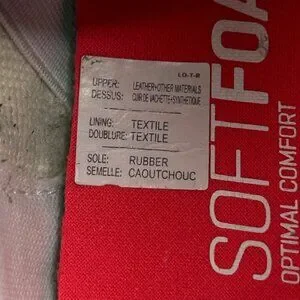 LO-T-R
UPPER: LEATHER+OTHER MATERIALS
DESSUS: CUIR DE VACHETTE+SYNTHETIQUE
LINING: TEXTILE
DOUBLURE: TEXTILE
SOLE: RUBBER
SEMELLE: CAOUTCHOUC
SOFTFOA
OPTIMAL COMFORT